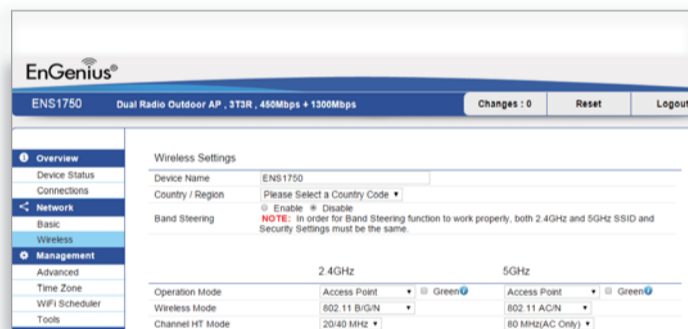 EnGenius®
ENS1750 Dual Radio Outdoor AP , 3T3R , 450Mbps + 1300Mbps Changes : 0 Reset Logout
Overview
Device Status
Connections
Network
Basic
Wireless
Management
Advanced
Time Zone
WiFi Scheduler
Tools
Wireless Settings
Device Name ENS1750
Country / Region Please Select a Country Code
Band Steering Enable Disable
NOTE: In order for Band Steering function to work properly, both 2.4GHz and 5GHz SSID and
Security Settings must be the same.
2.4GHz 5GHz
Operation Mode Access Point Green Access Point Green
Wireless Mode 802.11 B/G/N 802.11 AC/N
Channel HT Mode 20/40 MHz 80 MHz(AC Only)